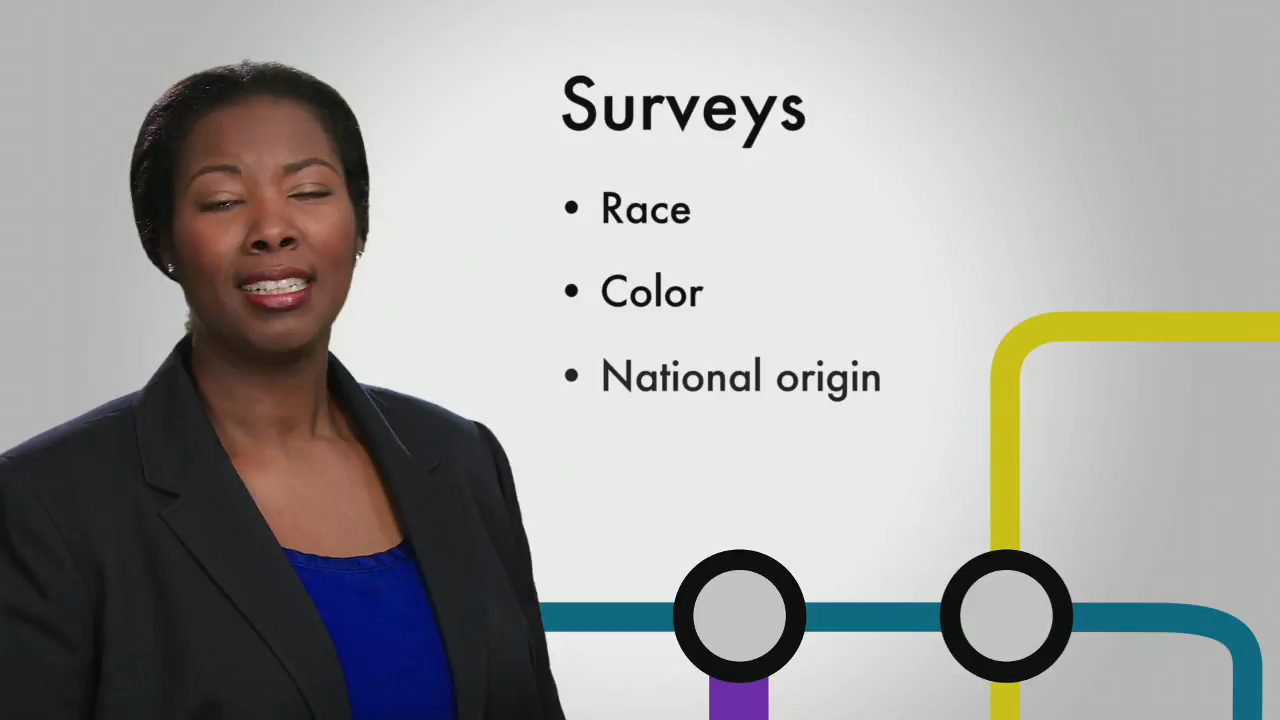 Surveys
• Race
• Color
• National origin